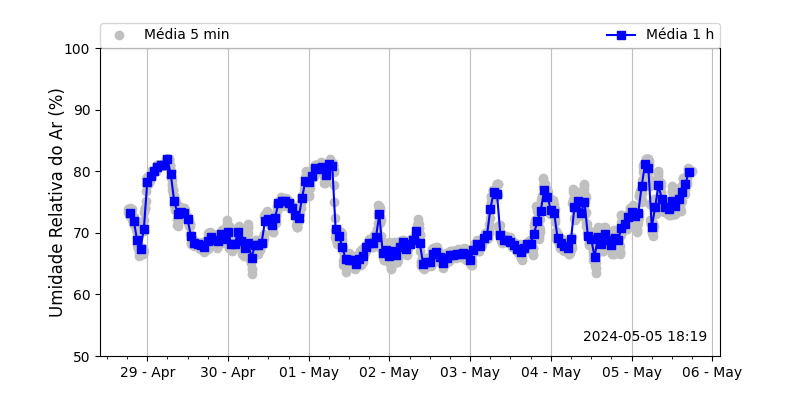 Média 5 min Média 1 h
100
90
80
70
60
50
Umidade Relativa do Ar (%)
2024-05-05 18:19
29 - Apr 30 - Apr 01 - May 02 - May 03 - May 04 - May 05 - May 06 - May